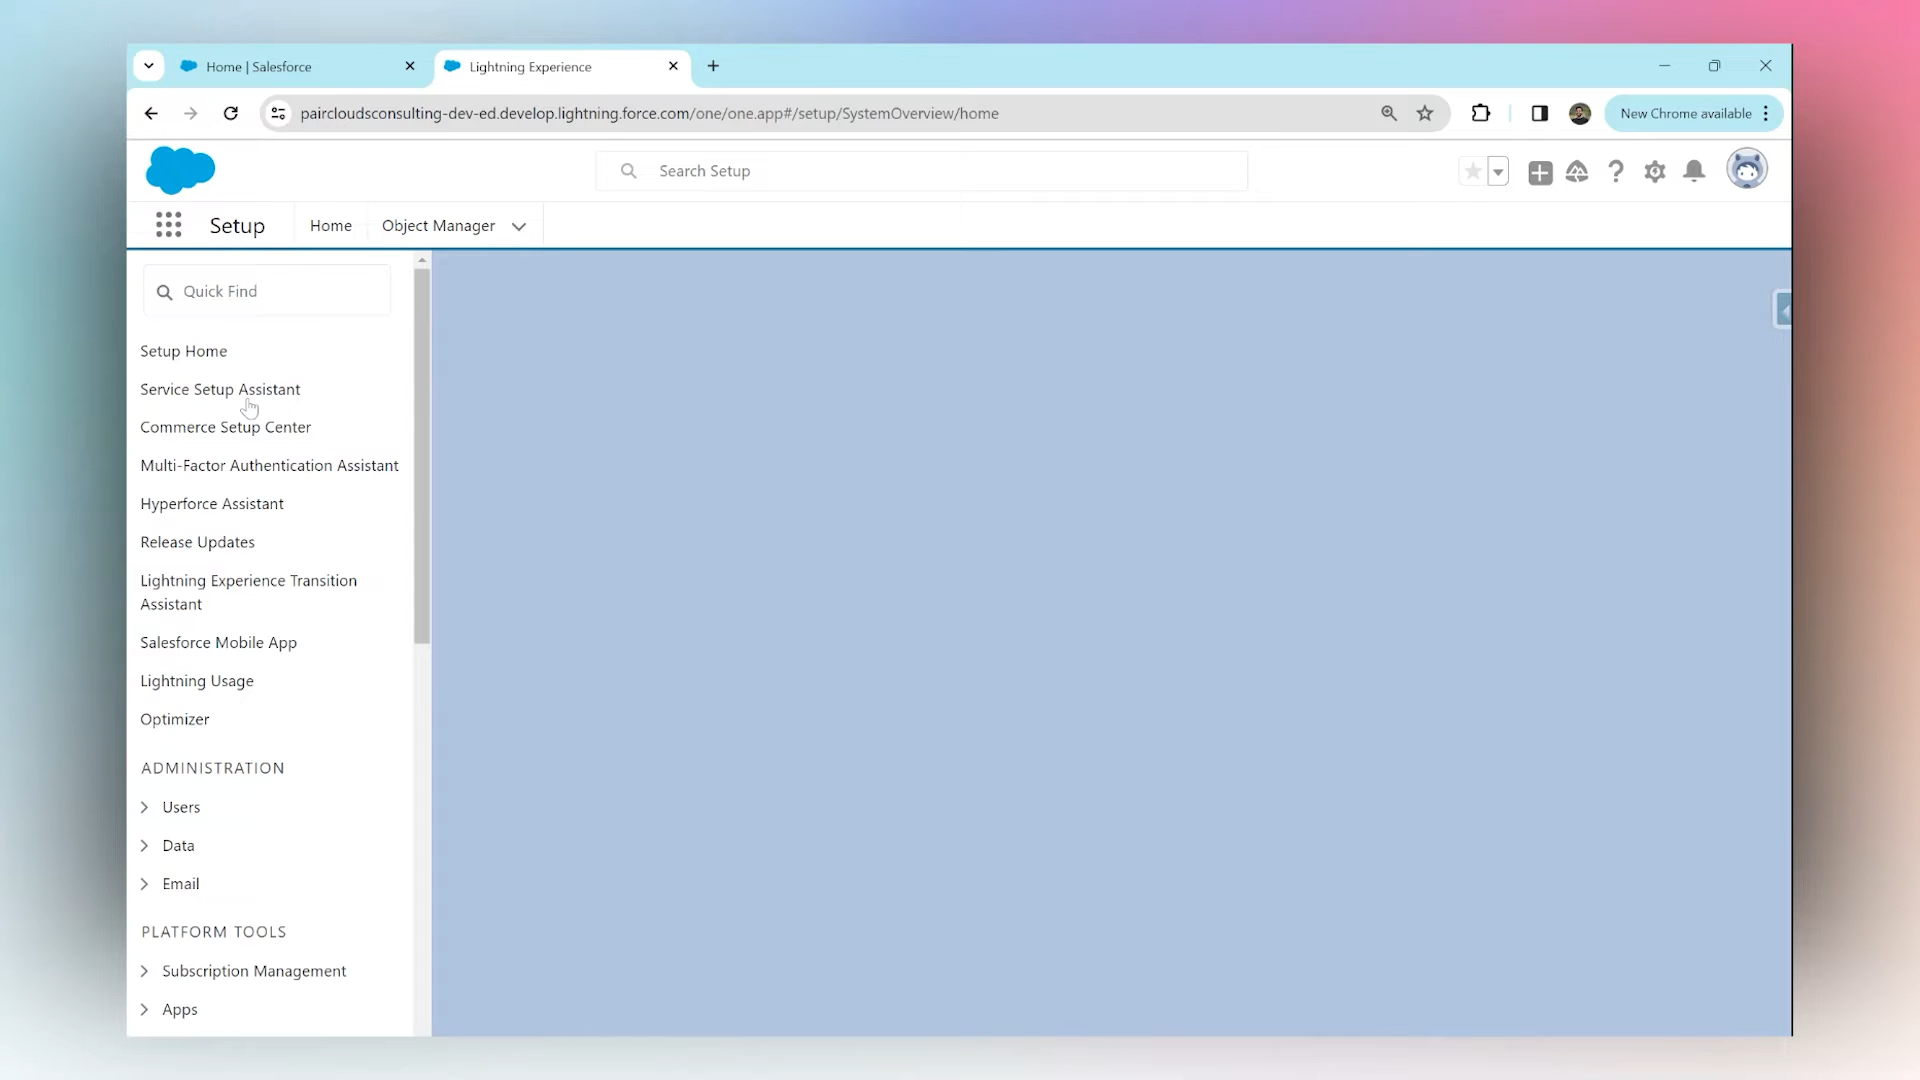 Home | Salesforce
Lightning Experience
paircloudsconsulting-dev-ed.develop.lightning.force.com/one/one.app#/setup/SystemOverview/home
New Chrome available
Search Setup
Setup
Home
Object Manager
Quick Find
Setup Home
Service Setup Assistant
Commerce Setup Center
Multi-Factor Authentication Assistant
Hyperforce Assistant
Release Updates
Lightning Experience Transition
Assistant
Salesforce Mobile App
Lightning Usage
Optimizer
ADMINISTRATION
Users
Data
Email
PLATFORM TOOLS
Subscription Management
Apps